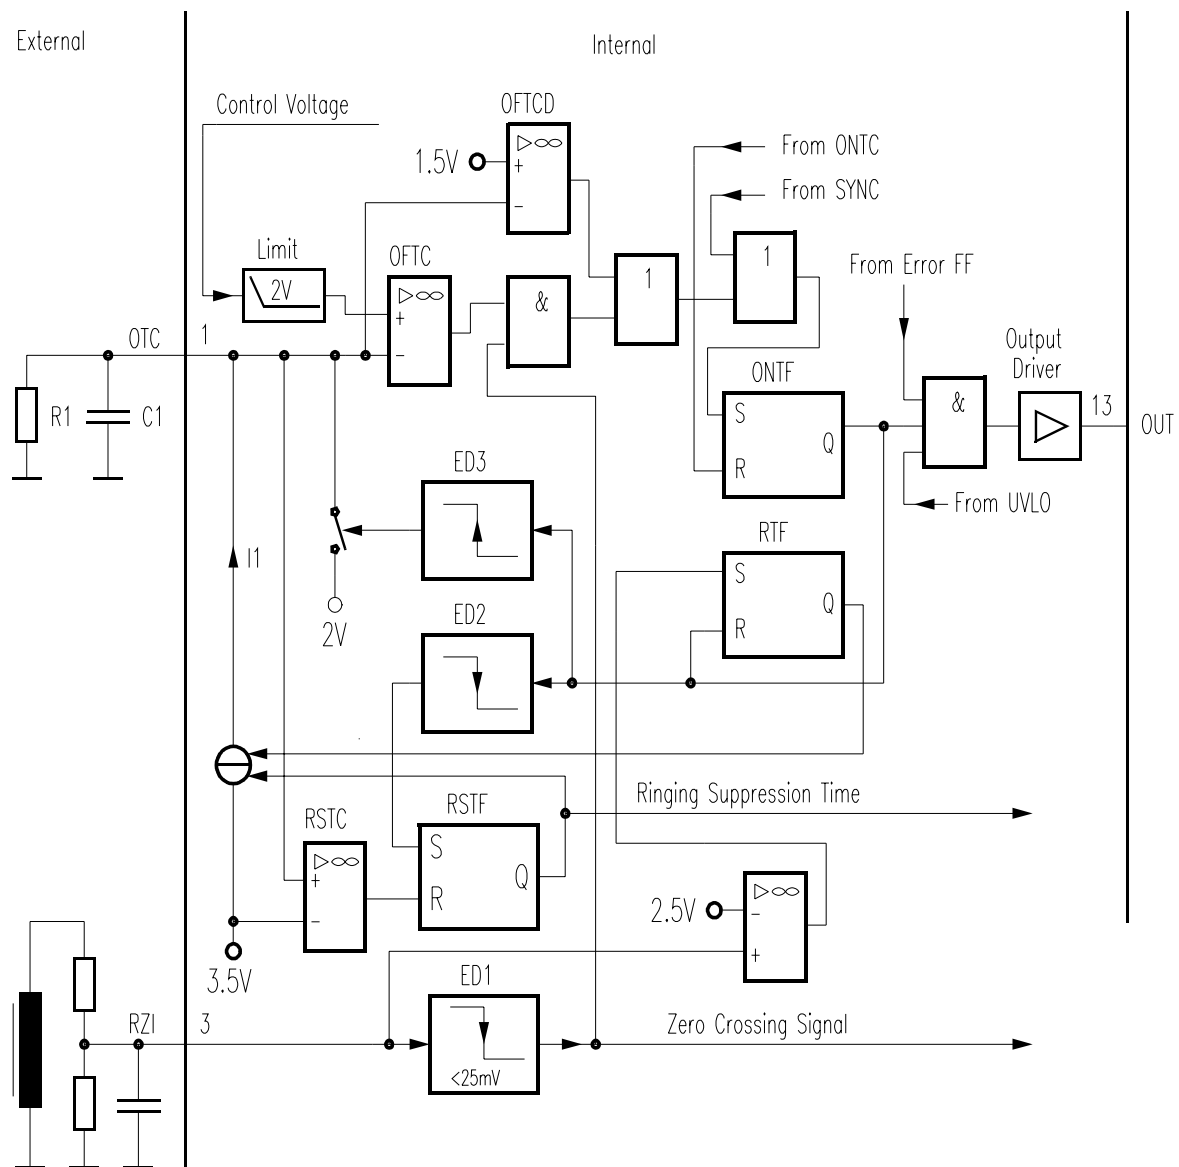 External
Internal
Control Voltage
OFTCD
1.5V
+
−
From ONTC
From SYNC
Limit
2V
OFTC
+
−
&
1
1
From Error FF
OTC
1
Output
Driver
R1
C1
ONTF
S
Q
R
&
13
OUT
From UVLO
ED3
I1
2V
RTF
S
Q
R
ED2
Ringing Suppression Time
RSTC
+
−
RSTF
S
Q
R
2.5V
−
+
3.5V
ED1
<25mV
RZI
3
Zero Crossing Signal